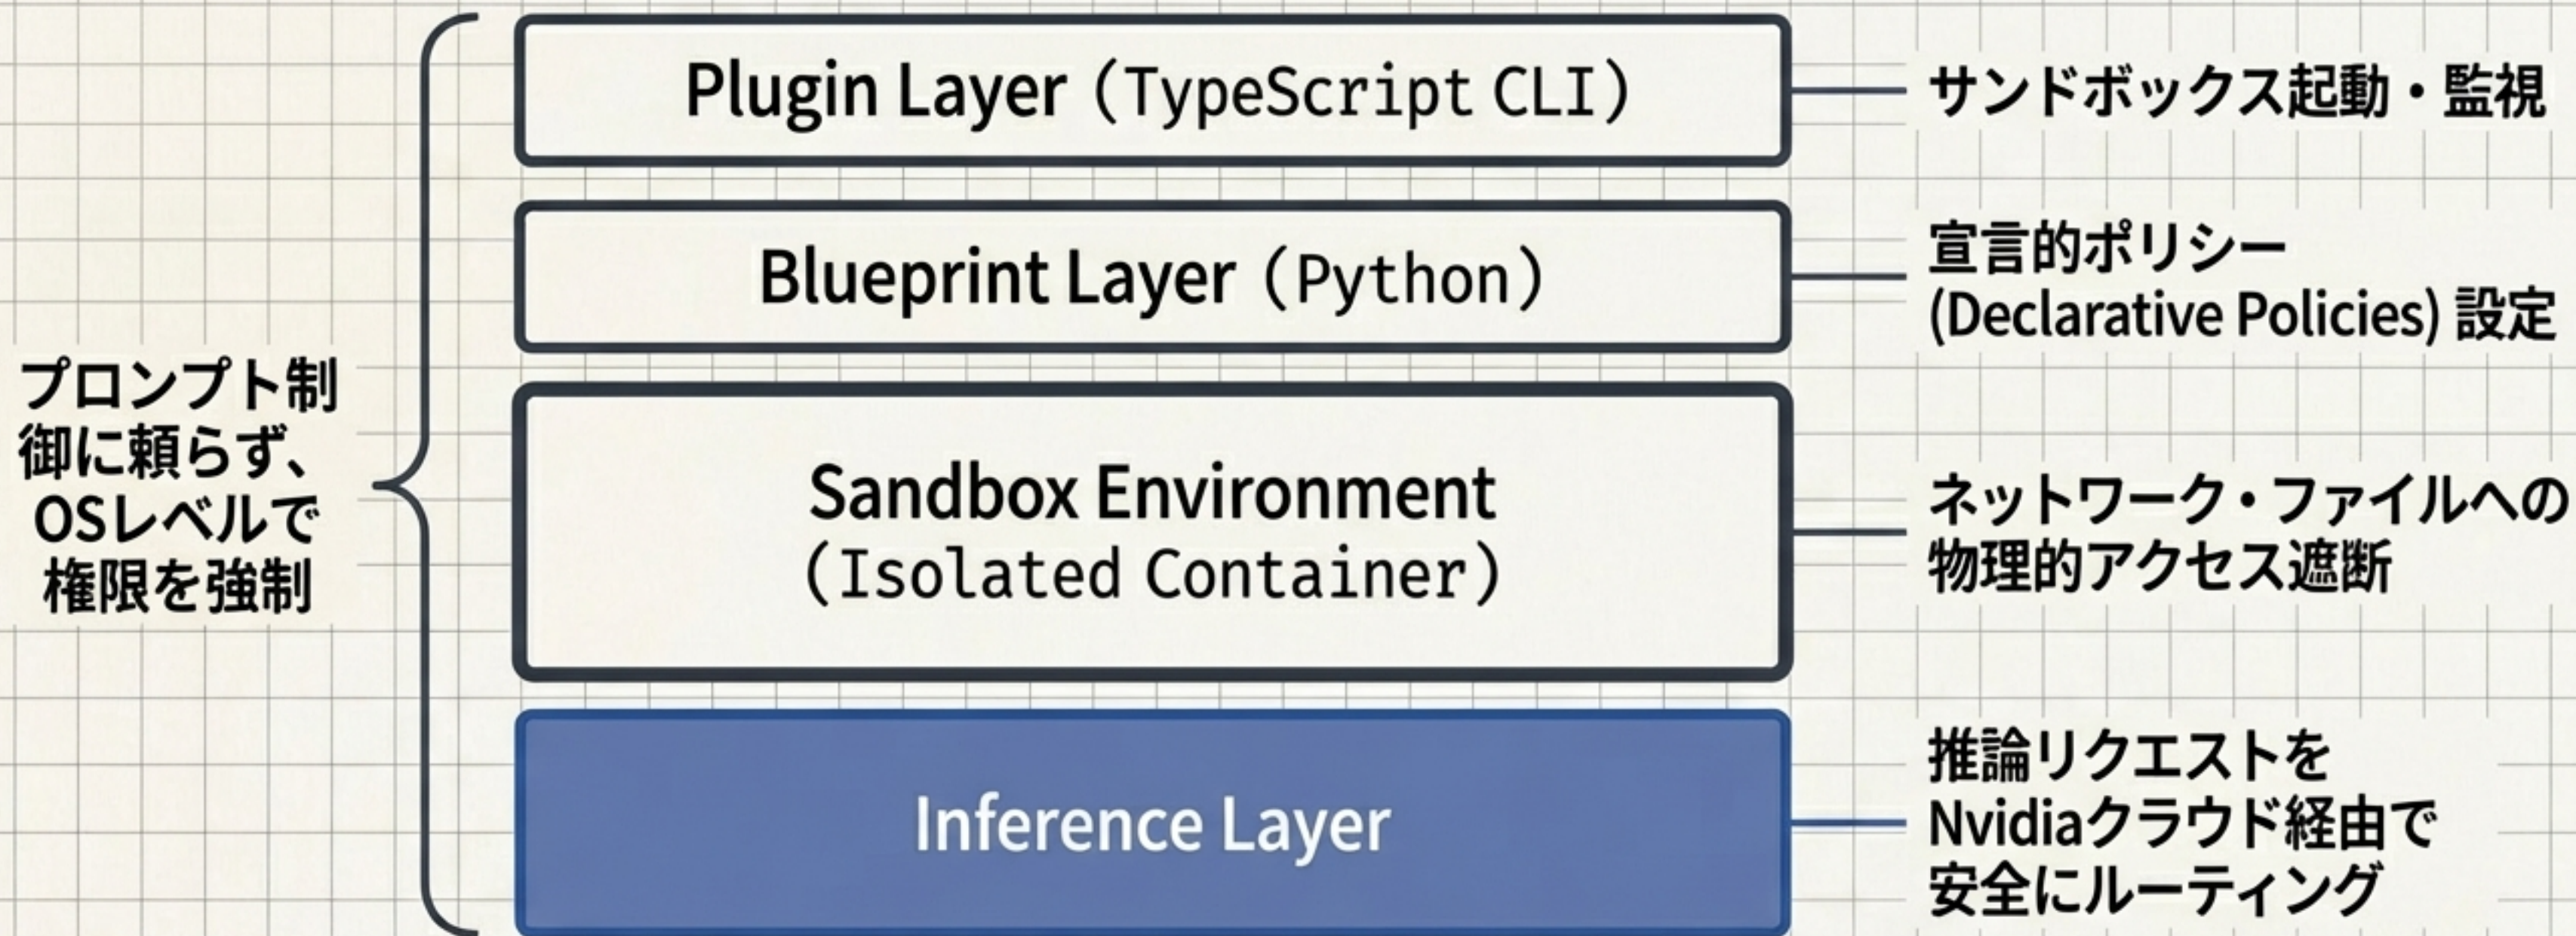 Plugin Layer (TypeScript CLI)
サンドボックス起動・監視
Blueprint Layer (Python)
宣言的ポリシー
(Declarative Policies) 設定
プロンプト制
御に頼らず、
OSレベルで
権限を強制
Sandbox Environment
(Isolated Container)
ネットワーク・ファイルへの
物理的アクセス遮断
Inference Layer
推論リクエストを
Nvidiaクラウド経由で
安全にルーティング